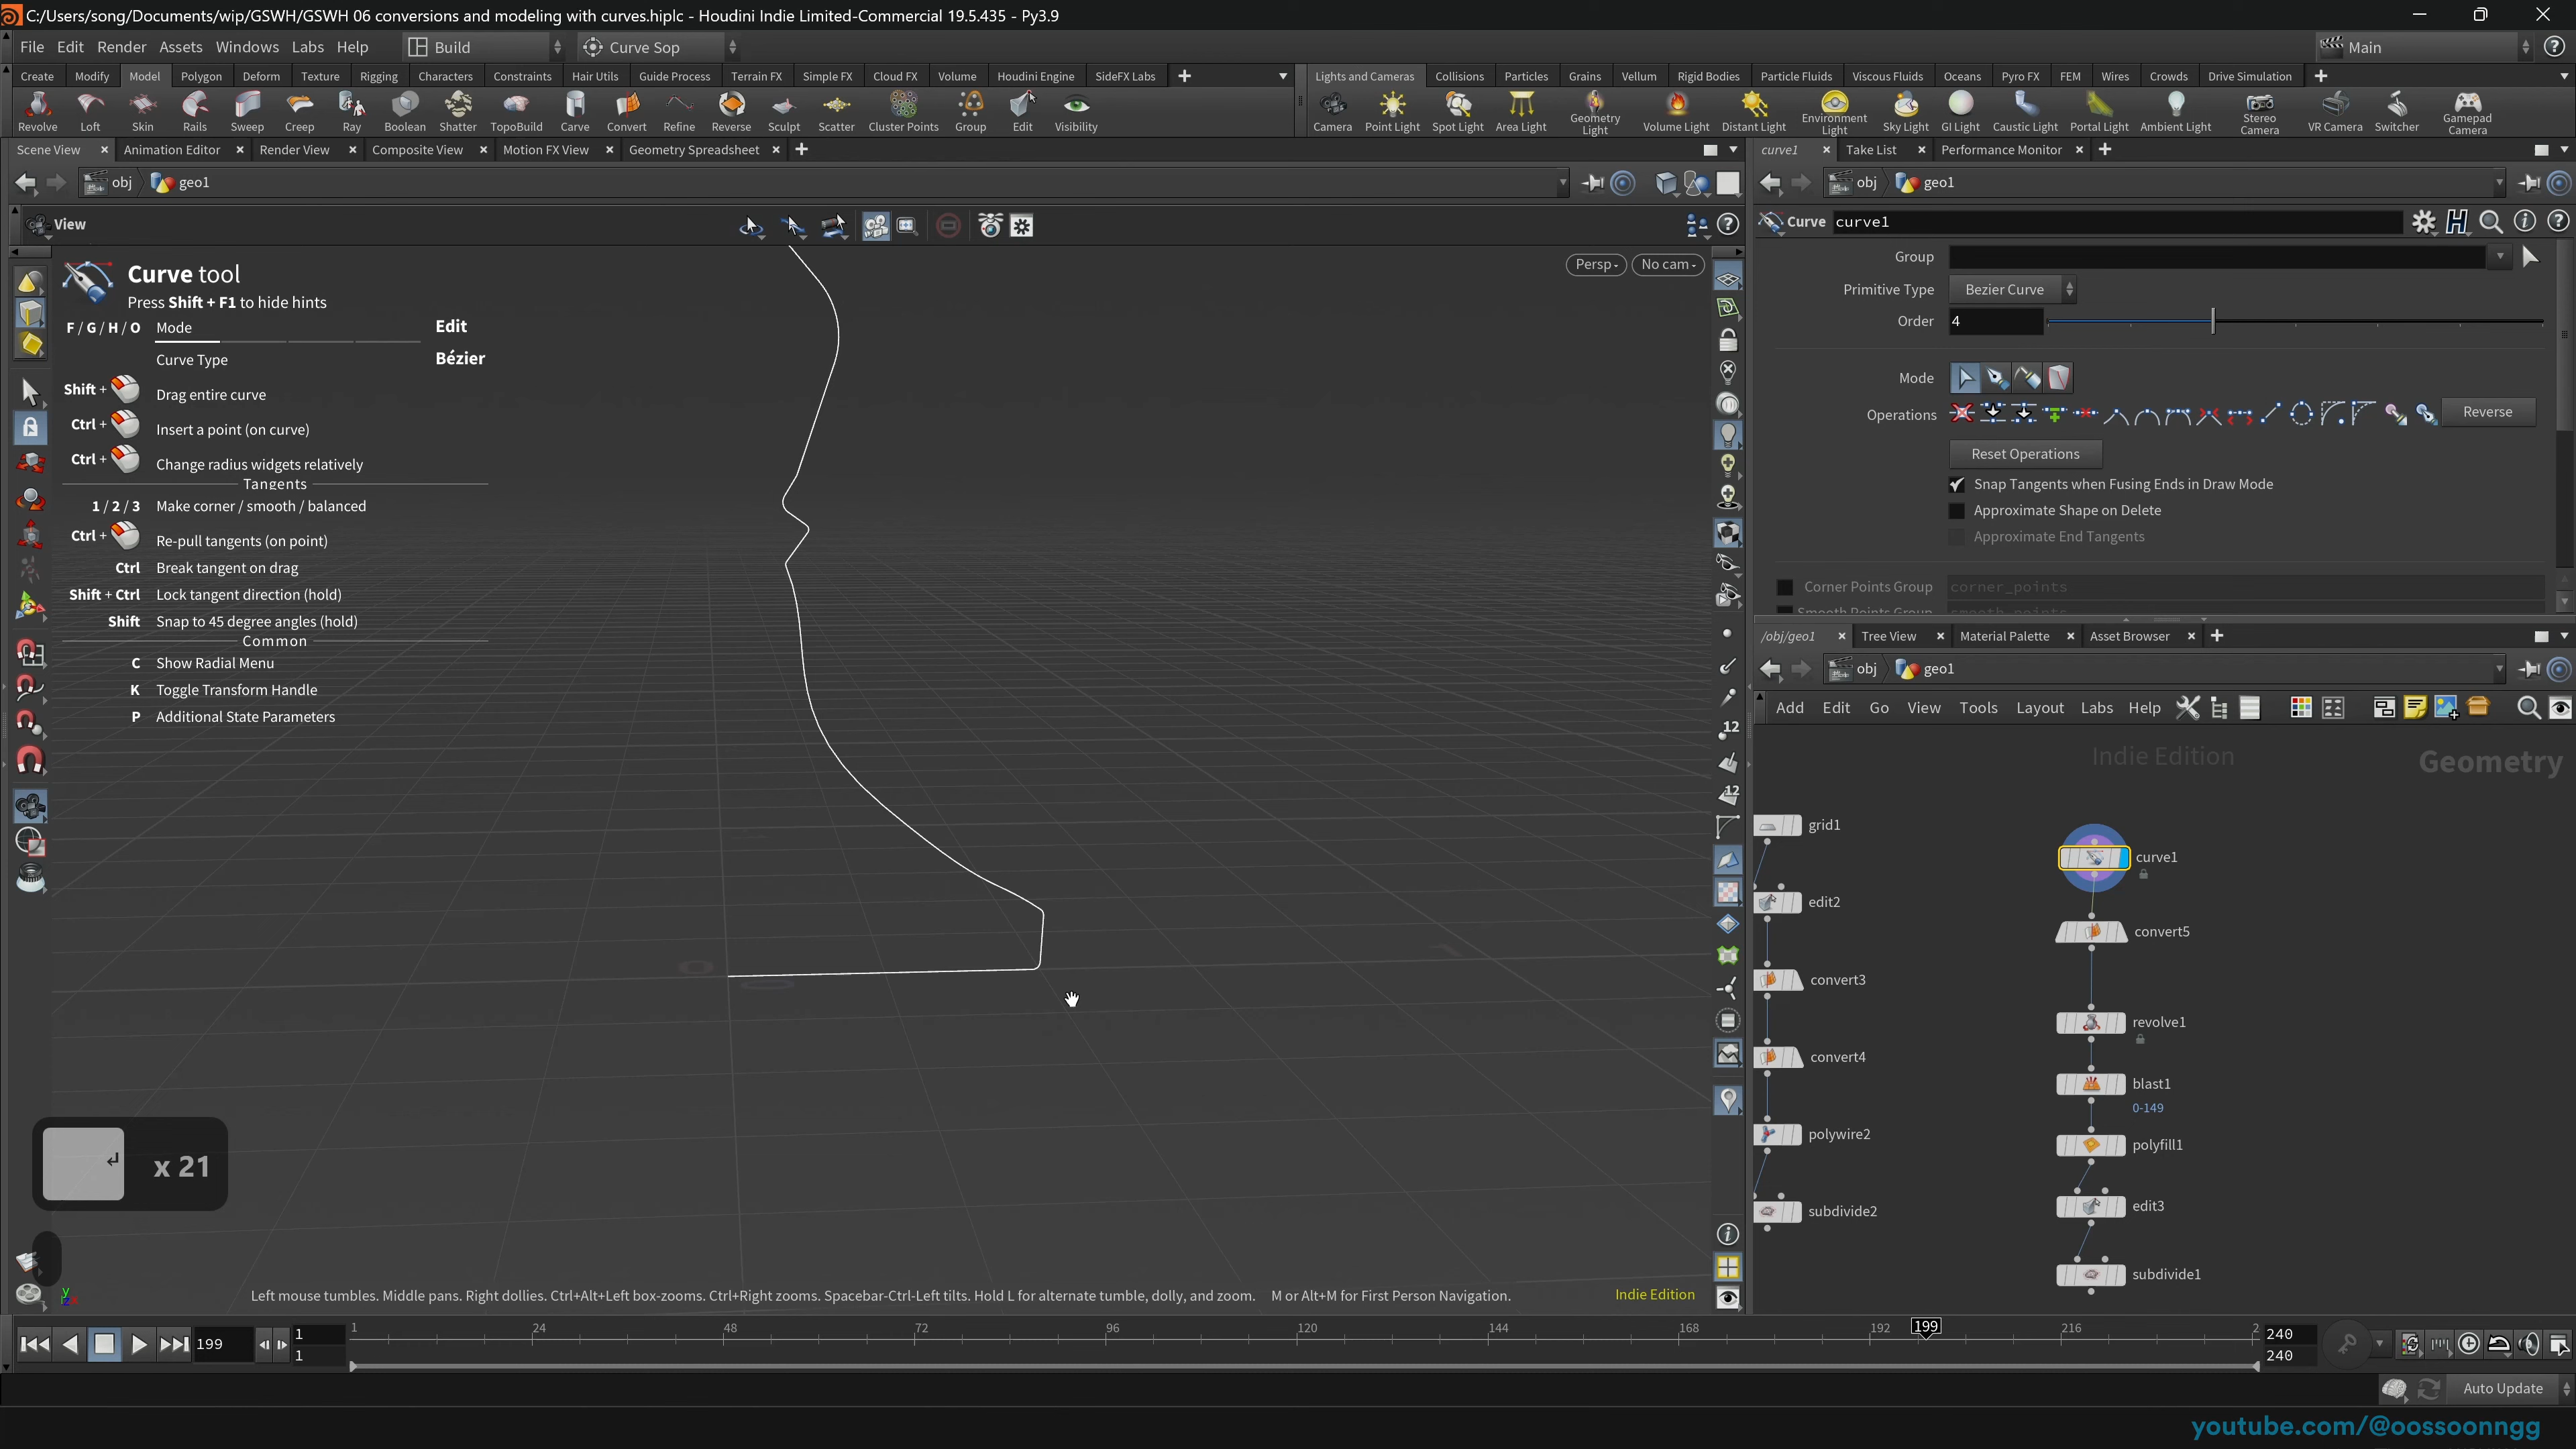 C:/Users/song/Documents/wip/GSWH/GSWH 06 conversions and modeling with curves.hiplc - Houdini Indie Limited-Commercial 19.5.435 - Py3.9
File Edit Render Assets Windows Labs Help Build Curve Sop Main
Create Modify Model Polygon Deform Texture Rigging Characters Constraints Hair Utils Guide Process Terrain FX Simple FX Cloud FX Volume Houdini Engine SideFX Labs
Lights and Cameras Collisions Particles Grains Vellum Rigid Bodies Particle Fluids Viscous Fluids Oceans Pyro FX FEM Wires Crowds Drive Simulation
Revolve Loft Skin Rails Sweep Creep Ray Boolean Shatter TopoBuild Carve Convert Refine Reverse Sculpt Scatter Cluster Points Group Edit Visibility
Camera Point Light Spot Light Area Light Geometry Light Volume Light Distant Light Environment Light Sky Light GI Light Caustic Light Portal Light Ambient Light Stereo Camera VR Camera Switcher Gamepad Camera
Scene View Animation Editor Render View Composite View Motion FX View Geometry Spreadsheet
curve1 Take List Performance Monitor
obj geo1
obj geo1
View
Curve curve1
Persp No cam
Curve tool
Press Shift + F1 to hide hints
F / G / H / O Mode Edit
Curve Type Bézier
Shift + Drag entire curve
Ctrl + Insert a point (on curve)
Ctrl + Change radius widgets relatively
Tangents
1 / 2 / 3 Make corner / smooth / balanced
Ctrl + Re-pull tangents (on point)
Ctrl Break tangent on drag
Shift + Ctrl Lock tangent direction (hold)
Shift Snap to 45 degree angles (hold)
Common
C Show Radial Menu
K Toggle Transform Handle
P Additional State Parameters
Group
Primitive Type Bezier Curve
Order 4
Mode
Operations Reverse
Reset Operations
Snap Tangents when Fusing Ends in Draw Mode
Approximate Shape on Delete
Approximate End Tangents
Corner Points Group corner_points
Smooth Points Group smooth_points
/obj/geo1 Tree View Material Palette Asset Browser
obj geo1
Add Edit Go View Tools Layout Labs Help
Indie Edition
Geometry
grid1
curve1
edit2
convert5
convert3
revolve1
convert4
blast1
0-149
polywire2
polyfill1
edit3
subdivide2
subdivide1
12
12
x 21
Left mouse tumbles. Middle pans. Right dollies. Ctrl+Alt+Left box-zooms. Ctrl+Right zooms. Spacebar-Ctrl-Left tilts. Hold L for alternate tumble, dolly, and zoom. M or Alt+M for First Person Navigation.
Indie Edition
199 1 1
1 24 48 72 96 120 144 168 192 199 216 2
240 240
Auto Update
youtube.com/@oossoonngg